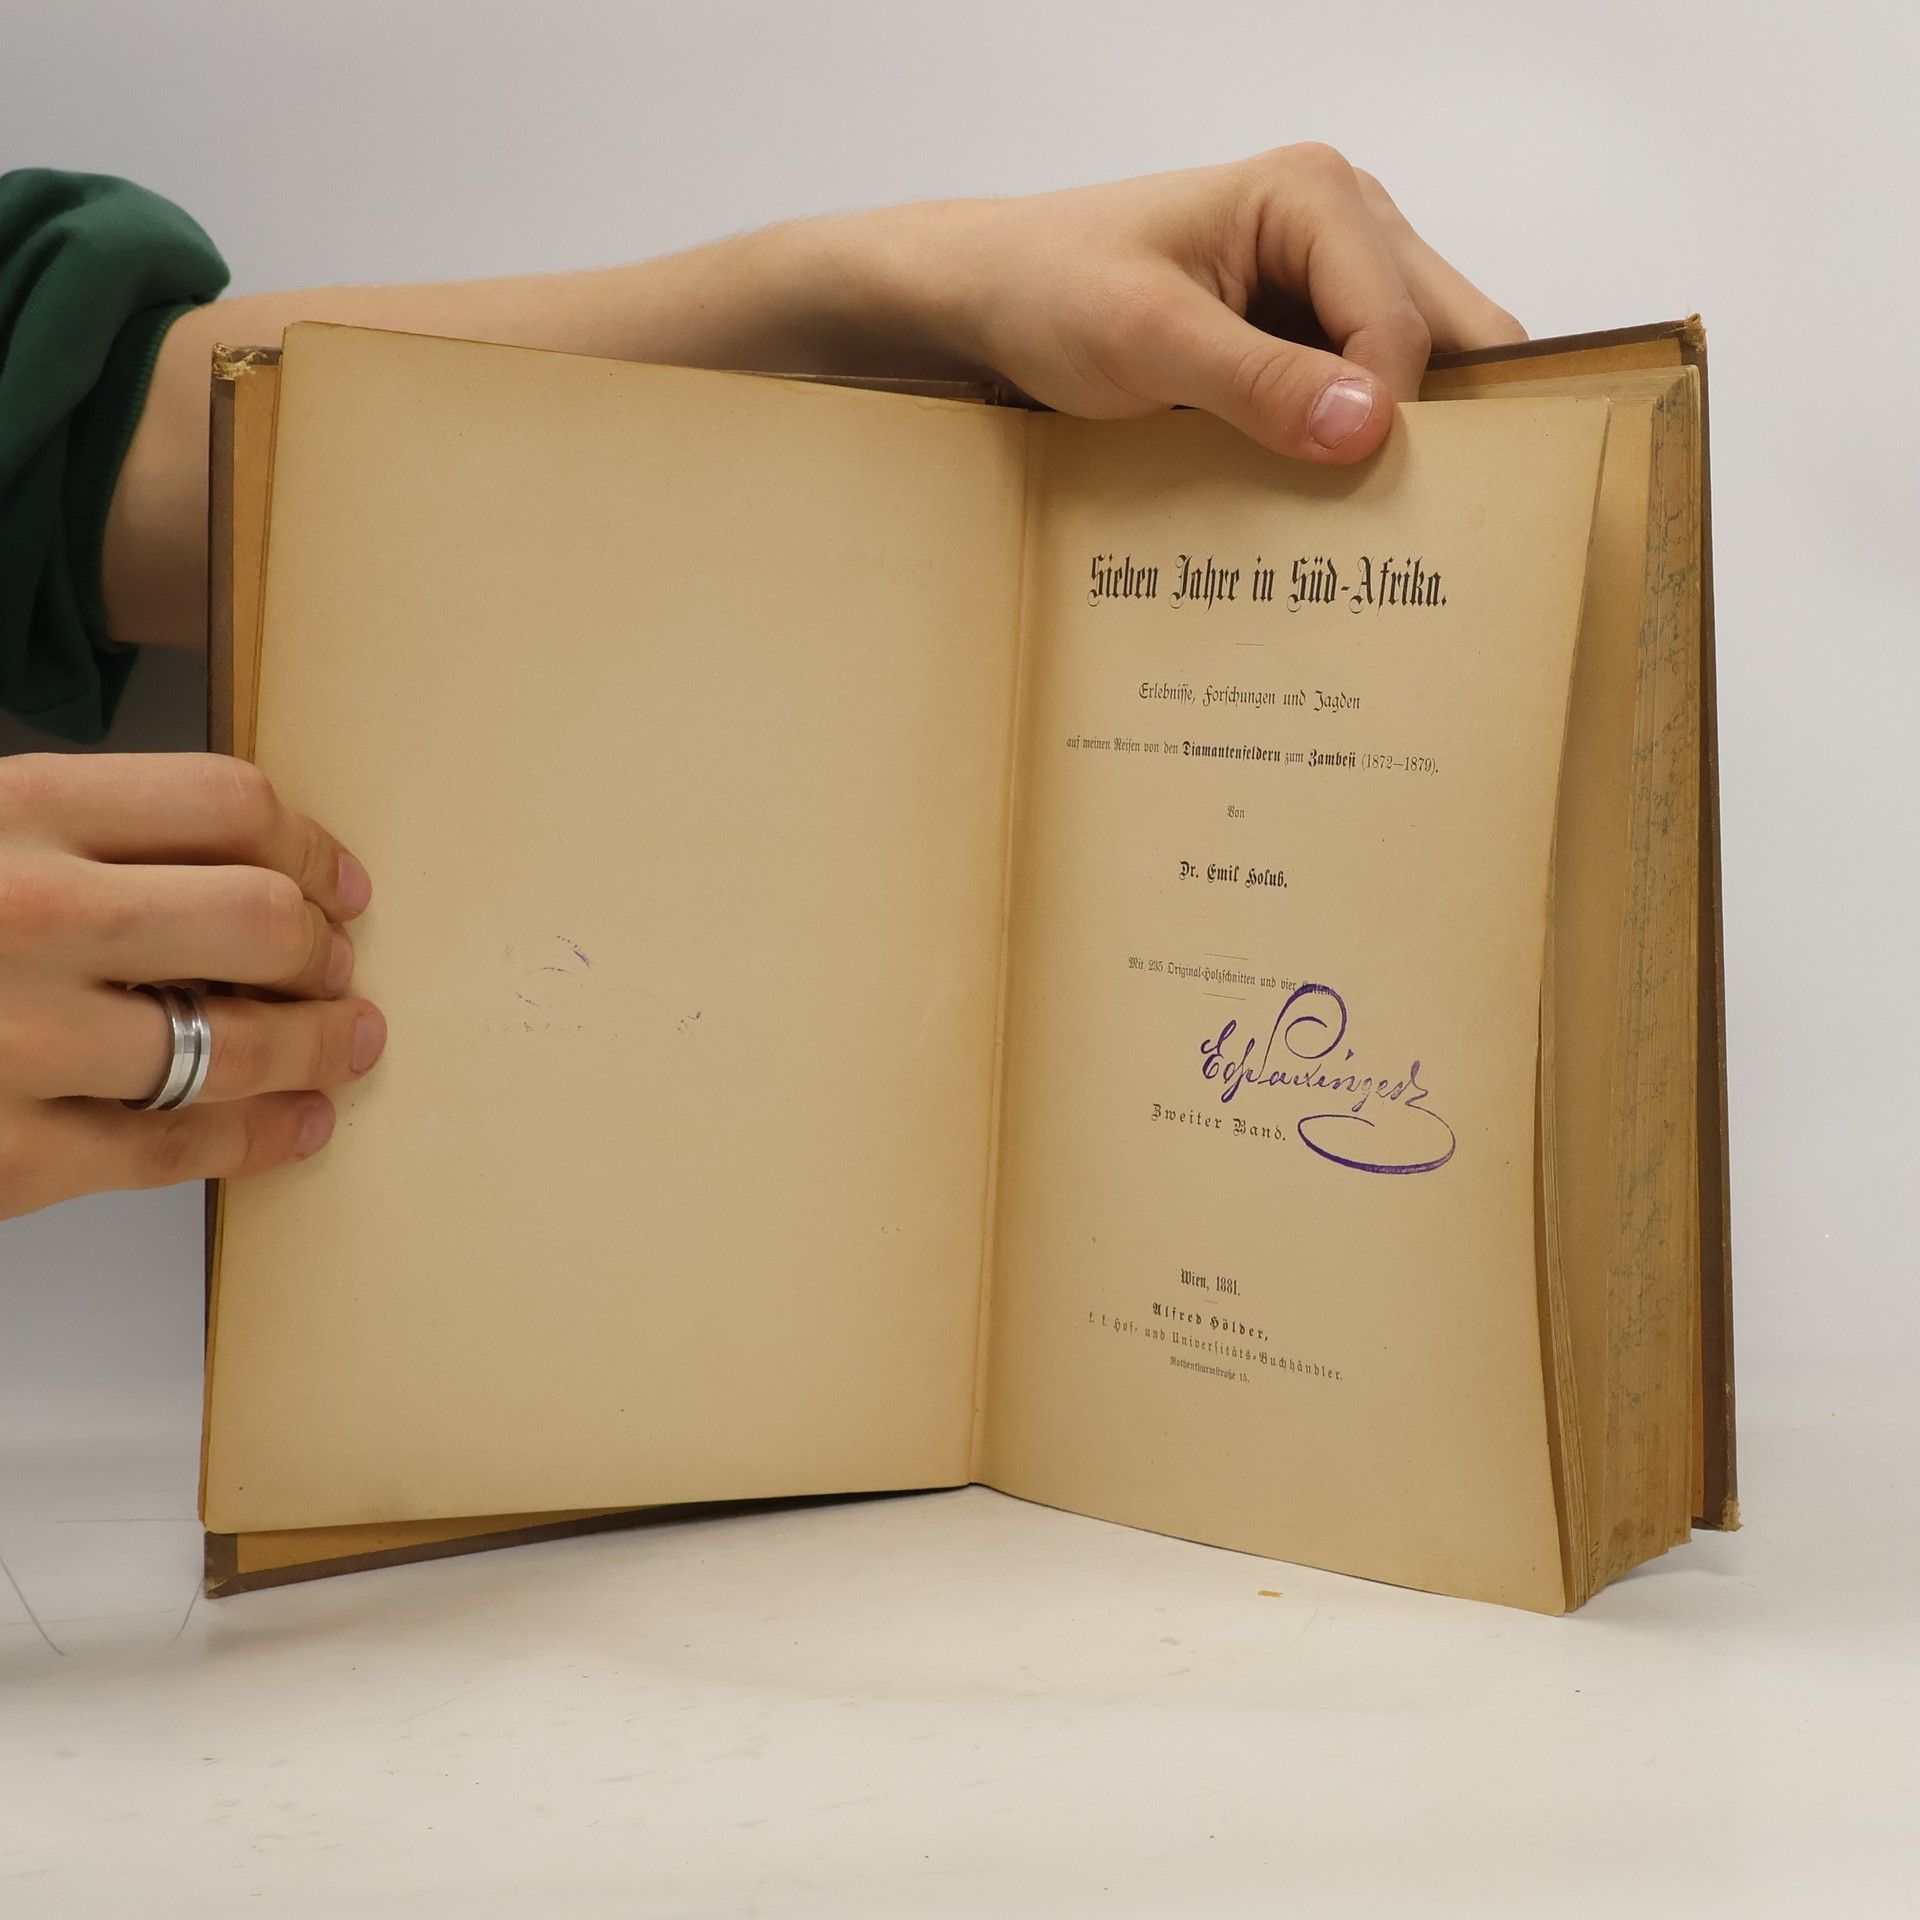 Sieben Jahre in Süd-Afrika.
Erlebnisse, Forschungen und Jagden
auf meinen Reisen von den Diamantenfeldern zum Zambesi (1872—1879).
Von
Dr. Emil Holub.
Mit 235 Original-Holzschnitten und vier Karten.
Zweiter Band.
Wien, 1881.
Alfred Hölder,
k. k. Hof- und Universitäts-Buchhändler.
Rothenthurmstraße 15.